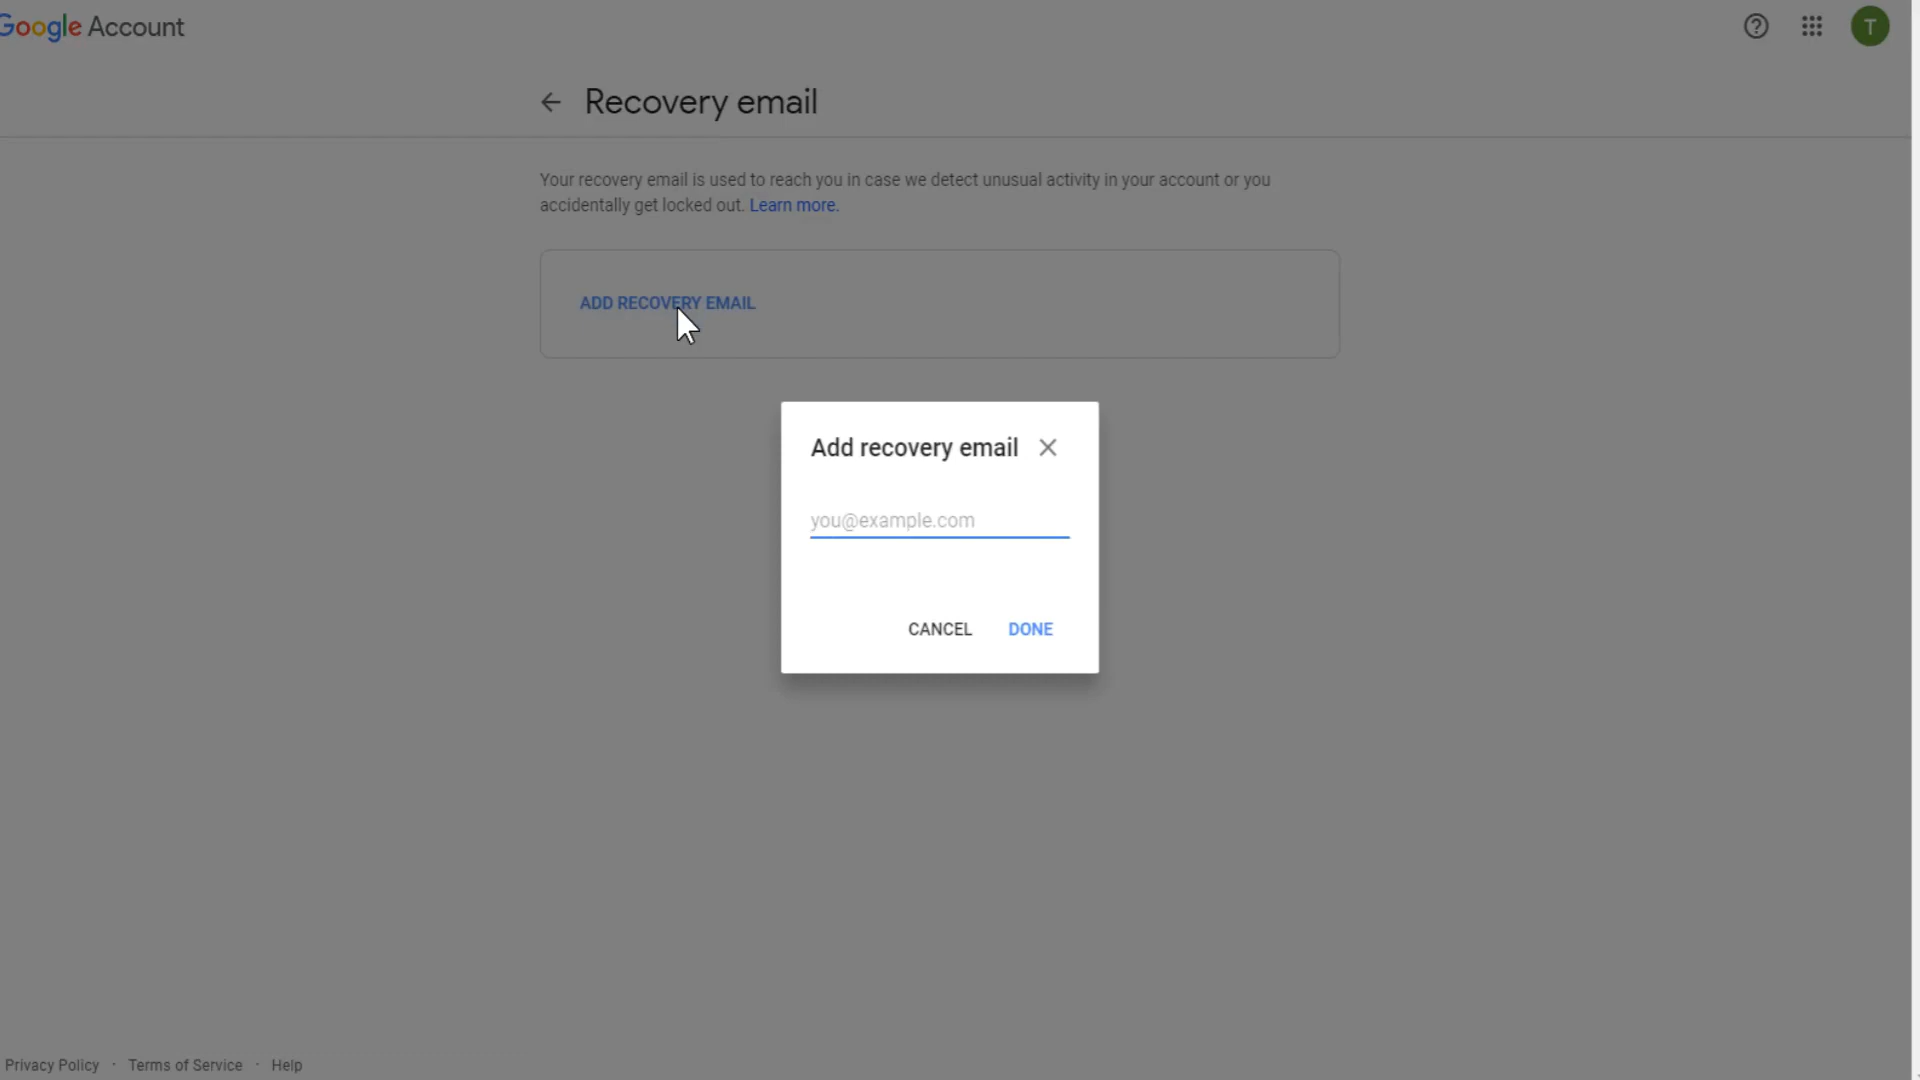 Google Account
T
Recovery email
Your recovery email is used to reach you in case we detect unusual activity in your account or you
accidentally get locked out. Learn more.
ADD RECOVERY EMAIL
Add recovery email
you@example.com
CANCEL DONE
Privacy Policy · Terms of Service · Help